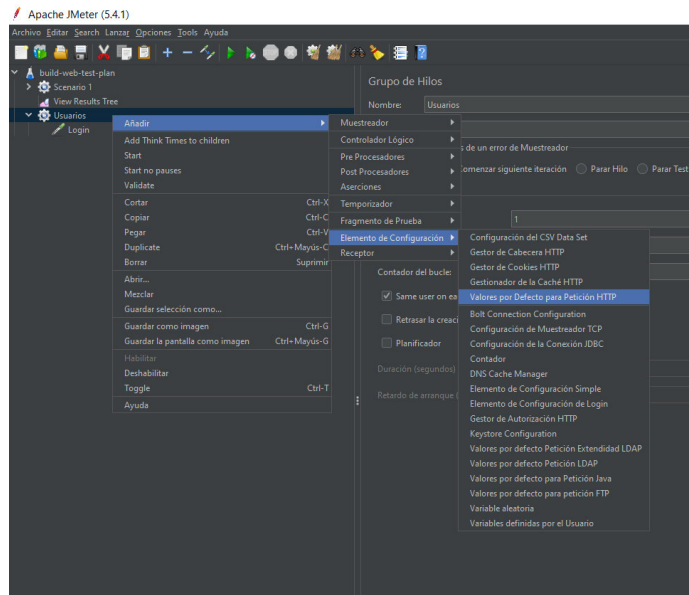 Apache JMeter (5.4.1)
Archivo Editar Search Lanzar Opciones Tools Ayuda
build-web-test-plan
Scenario 1
View Results Tree
Usuarios
Login
Añadir
Add Think Times to children
Start
Start no pauses
Validate
Cortar Ctrl-X
Copiar Ctrl-C
Pegar Ctrl-V
Duplicate Ctrl+Mayús-C
Borrar Suprimir
Abrir...
Mezclar
Guardar selección como...
Guardar como imagen Ctrl-G
Guardar la pantalla como imagen Ctrl+Mayús-G
Habilitar
Deshabilitar
Toggle Ctrl-T
Ayuda
Muestreador
Controlador Lógico
Pre Procesadores
Post Procesadores
Aserciones
Temporizador
Fragmento de Prueba
Elemento de Configuración
Receptor
Configuración del CSV Data Set
Gestor de Cabecera HTTP
Gestor de Cookies HTTP
Gestionador de la Caché HTTP
Valores por Defecto para Petición HTTP
Bolt Connection Configuration
Configuración de Muestreador TCP
Configuración de la Conexión JDBC
Contador
DNS Cache Manager
Elemento de Configuración Simple
Elemento de Configuración de Login
Gestor de Autorización HTTP
Keystore Configuration
Valores por defecto Petición Extendidad LDAP
Valores por defecto Petición LDAP
Valores por defecto para Petición Java
Valores por defecto para petición FTP
Variable aleatoria
Variables definidas por el Usuario
Grupo de Hilos
Nombre: Usuarios
s de un error de Muestreador
omenzar siguiente iteración Parar Hilo Parar Test
1
Contador del bucle:
Same user on ea
Retrasar la creaci
Planificador
Duración (segundos)
Retardo de arranque (